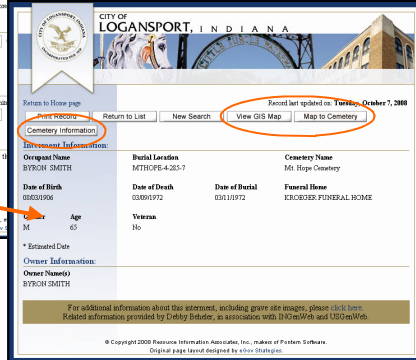 CITY OF
LOGANSPORT, INDIANA
CITY OF LOGANSPORT, INDIANA
Return to Home page
Record last updated on: Tuesday, October 7, 2008
Print Record Return to List New Search View GIS Map Map to Cemetery
Cemetery Information
Interment Information:
Occupant Name Burial Location Cemetery Name
BYRON SMITH MTHOPE-4-285-7 Mt. Hope Cemetery
Date of Birth Date of Death Date of Burial Funeral Home
08/03/1906 03/09/1972 03/11/1972 KROEGER FUNERAL HOME
Gender Age Veteran
M 65 No
* Estimated Date
Owner Information:
Owner Name(s)
BYRON SMITH
For additional information about this interment, including grave site images, please click here.
Related information provided by Debby Beheler, in association with INGenWeb and USGenWeb.
© Copyright 2008 Resource Information Associates, Inc., makers of Pontem Software.
Original page layout designed by eGov Strategies.